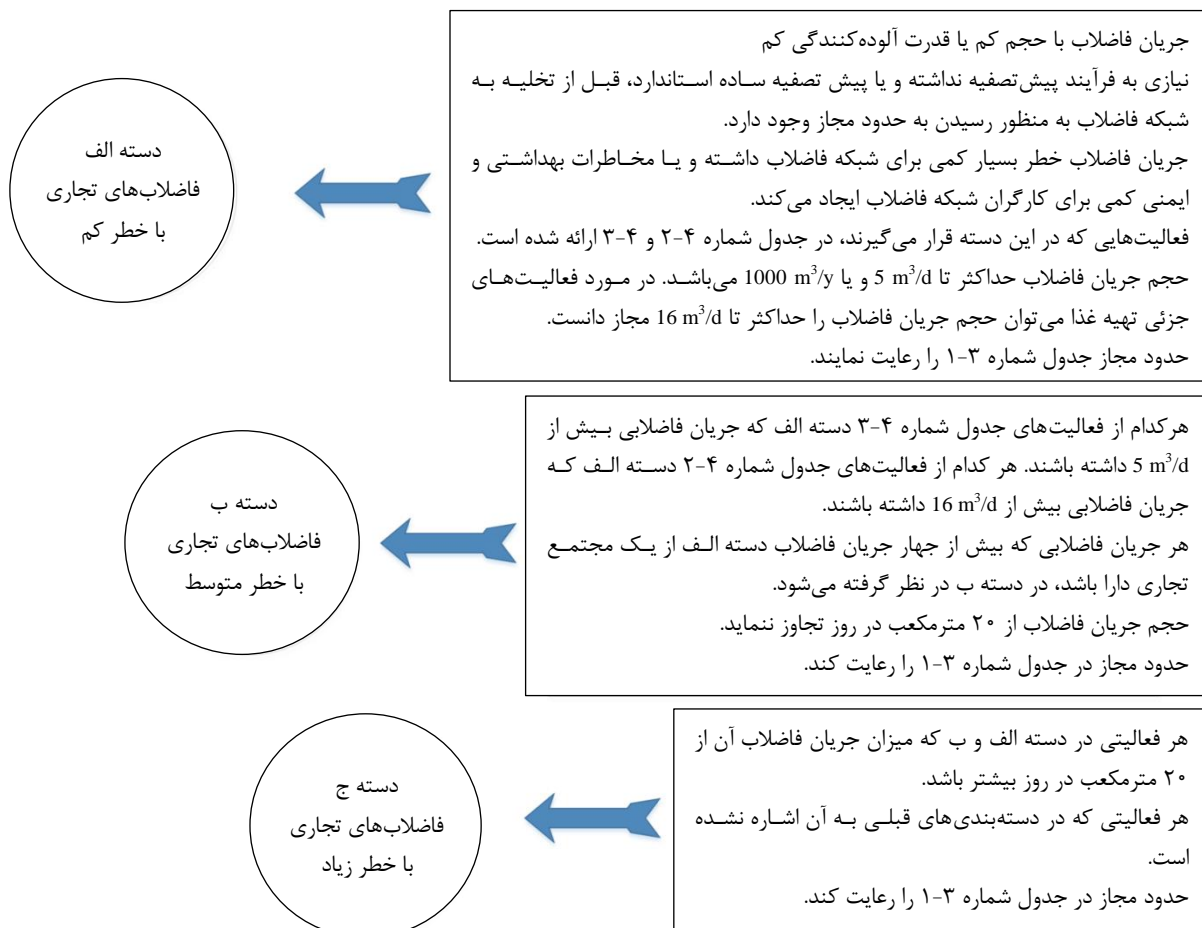 جریان فاضلاب با حجم کم یا قدرت آلوده‌کنندگی کم
نیازی به فرآیند پیش‌تصفیه نداشته و یا پیش تصفیه ساده استاندارد، قبل از تخلیه به
شبکه فاضلاب به منظور رسیدن به حدود مجاز وجود دارد.
جریان فاضلاب خطر بسیار کمی برای شبکه فاضلاب داشته و یا مخاطرات بهداشتی و
ایمنی کمی برای کارگران شبکه فاضلاب ایجاد می‌کند.
فعالیت‌هایی که در این دسته قرار می‌گیرند، در جدول شماره ۴-۲ و ۴-۳ ارائه شده است.
حجم جریان فاضلاب حداکثر تا 5 m³/d و یا 1000 m³/y می‌باشد. در مورد فعالیت‌های
جزئی تهیه غذا می‌توان حجم جریان فاضلاب را حداکثر تا 16 m³/d مجاز دانست.
حدود مجاز جدول شماره ۳-۱ را رعایت نمایند.
دسته الف
فاضلاب‌های تجاری
با خطر کم
هرکدام از فعالیت‌های جدول شماره ۴-۳ دسته الف که جریان فاضلابی بیش از
5 m³/d داشته باشند. هر کدام از فعالیت‌های جدول شماره ۴-۲ دسته الف که
جریان فاضلابی بیش از 16 m³/d داشته باشند.
هر جریان فاضلابی که بیش از جهار جریان فاضلاب دسته الف از یک مجتمع
تجاری دارا باشد، در دسته ب در نظر گرفته می‌شود.
حجم جریان فاضلاب از ۲۰ مترمکعب در روز تجاوز ننماید.
حدود مجاز در جدول شماره ۳-۱ را رعایت کند.
دسته ب
فاضلاب‌های تجاری
با خطر متوسط
هر فعالیتی در دسته الف و ب که میزان جریان فاضلاب آن از
۲۰ مترمکعب در روز بیشتر باشد.
هر فعالیتی که در دسته‌بندی‌های قبلی به آن اشاره نشده
است.
حدود مجاز در جدول شماره ۳-۱ را رعایت کند.
دسته ج
فاضلاب‌های تجاری
با خطر زیاد